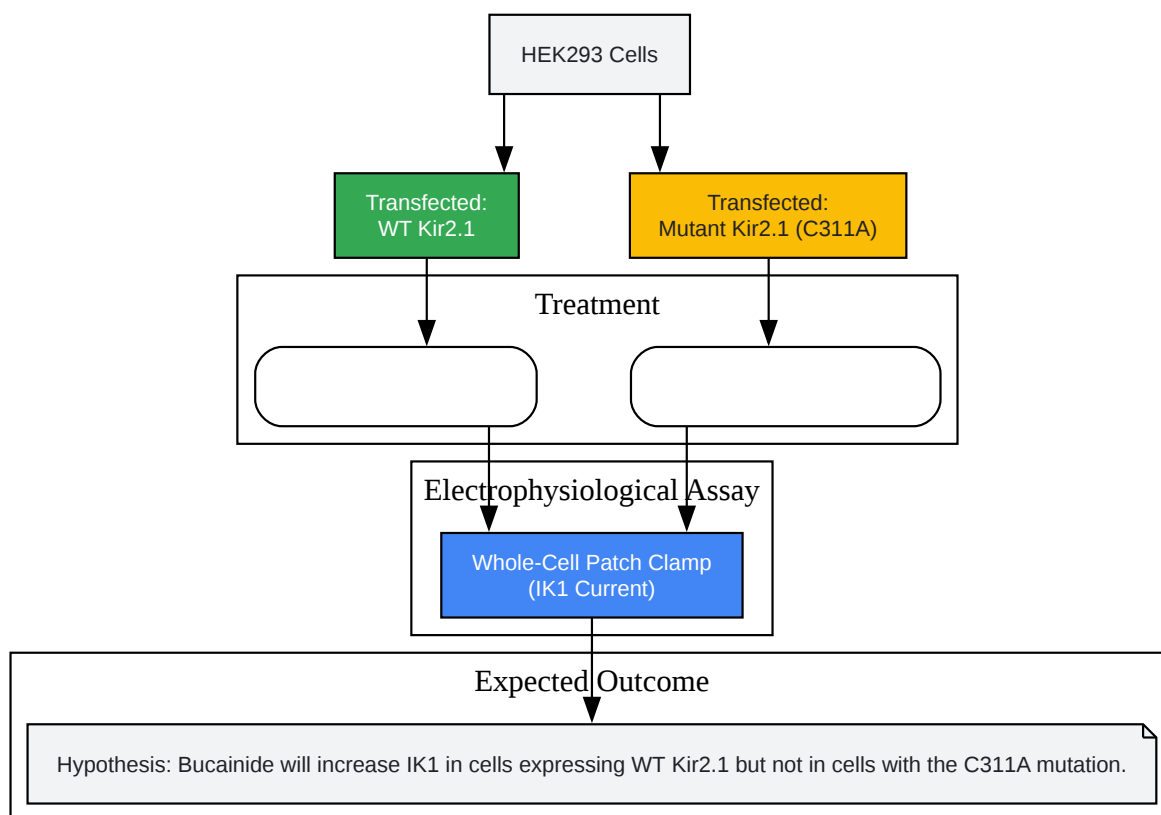 HEK293 Cells
Transfected:
WT Kir2.1
Transfected:
Mutant Kir2.1 (C311A)
Treatment
Electrophysiological Assay
Whole-Cell Patch Clamp
(IK1 Current)
Expected Outcome
Hypothesis: Bucainide will increase IK1 in cells expressing WT Kir2.1 but not in cells with the C311A mutation.